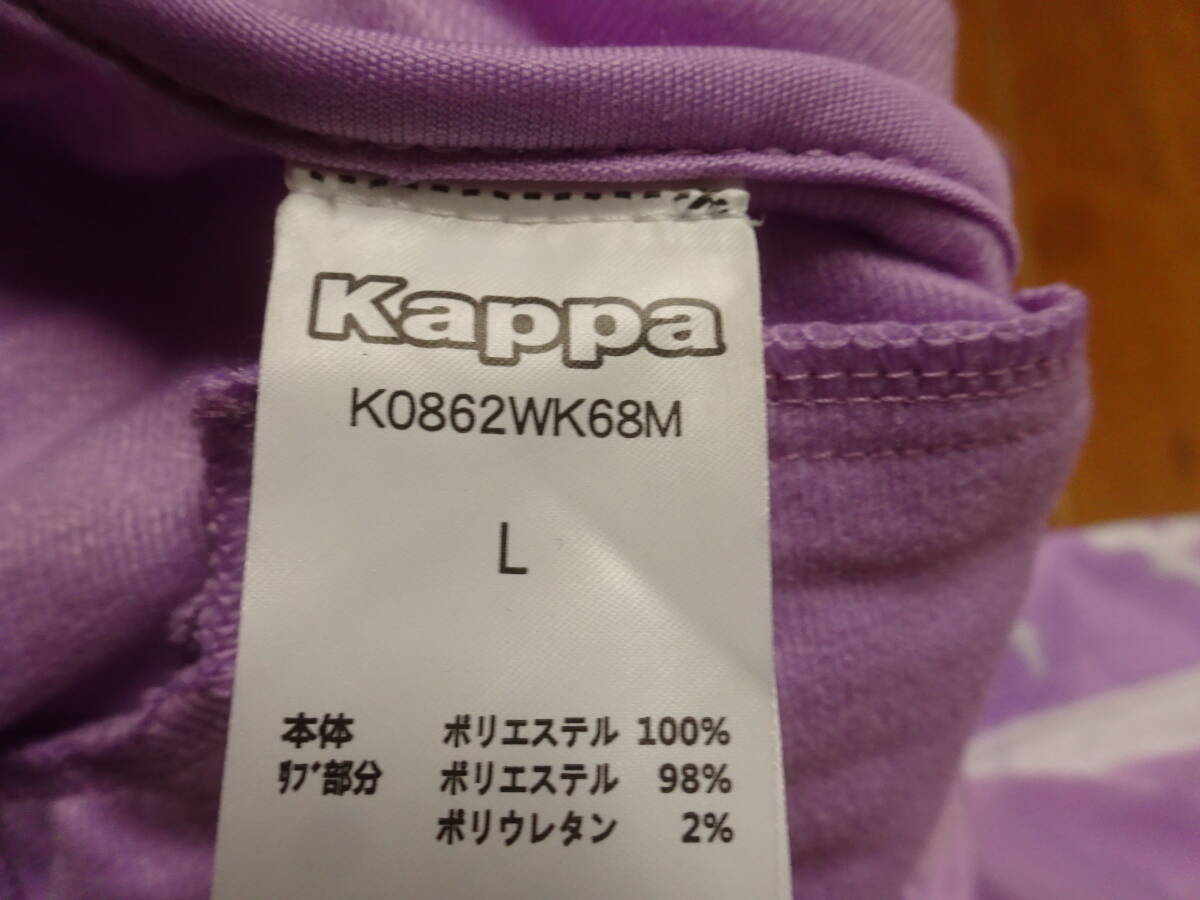 Kappa
K0862WK68M
L
本体 ポリエステル 100%
ﾘﾌﾞ部分 ポリエステル 98%
ポリウレタン 2%